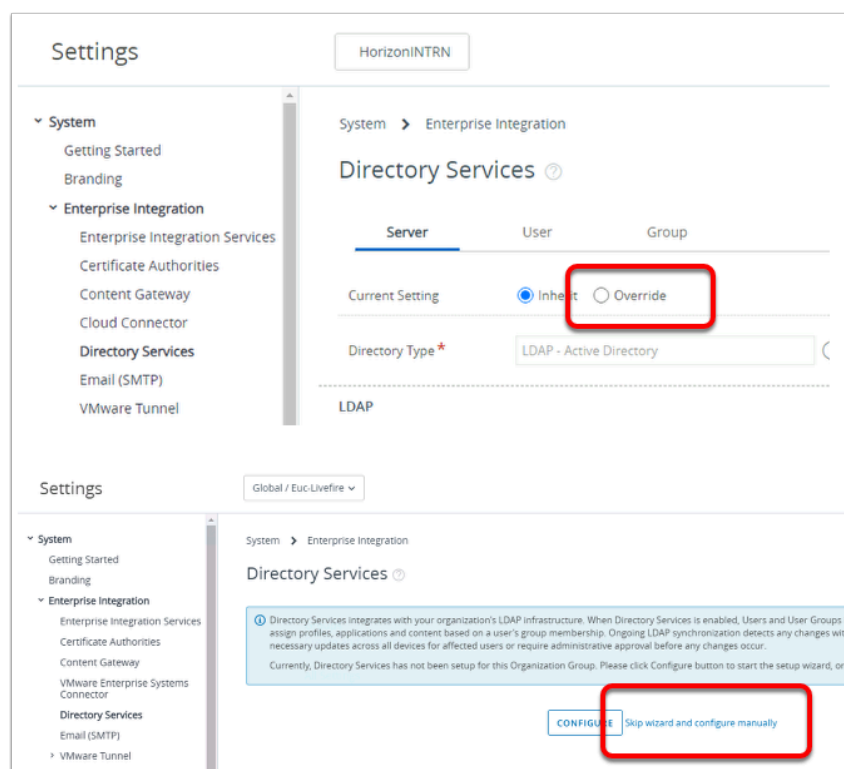 Settings
HorizonINTRN
System
Getting Started
Branding
Enterprise Integration
Enterprise Integration Services
Certificate Authorities
Content Gateway
Cloud Connector
Directory Services
Email (SMTP)
VMware Tunnel
System > Enterprise Integration
Directory Services ?
Server User Group
Current Setting Inherit Override
Directory Type * LDAP - Active Directory
LDAP
Settings
Global / Euc-Livefire
System
Getting Started
Branding
Enterprise Integration
Enterprise Integration Services
Certificate Authorities
Content Gateway
VMware Enterprise Systems
Connector
Directory Services
Email (SMTP)
VMware Tunnel
System > Enterprise Integration
Directory Services ?
Directory Services integrates with your organization's LDAP infrastructure. When Directory Services is enabled, Users and User Groups
assign profiles, applications and content based on a user's group membership. Ongoing LDAP synchronization detects any changes wit
necessary updates across all devices for affected users or require administrative approval before any changes occur.
Currently, Directory Services has not been setup for this Organization Group. Please click Configure button to start the setup wizard, or
CONFIGURE Skip wizard and configure manually